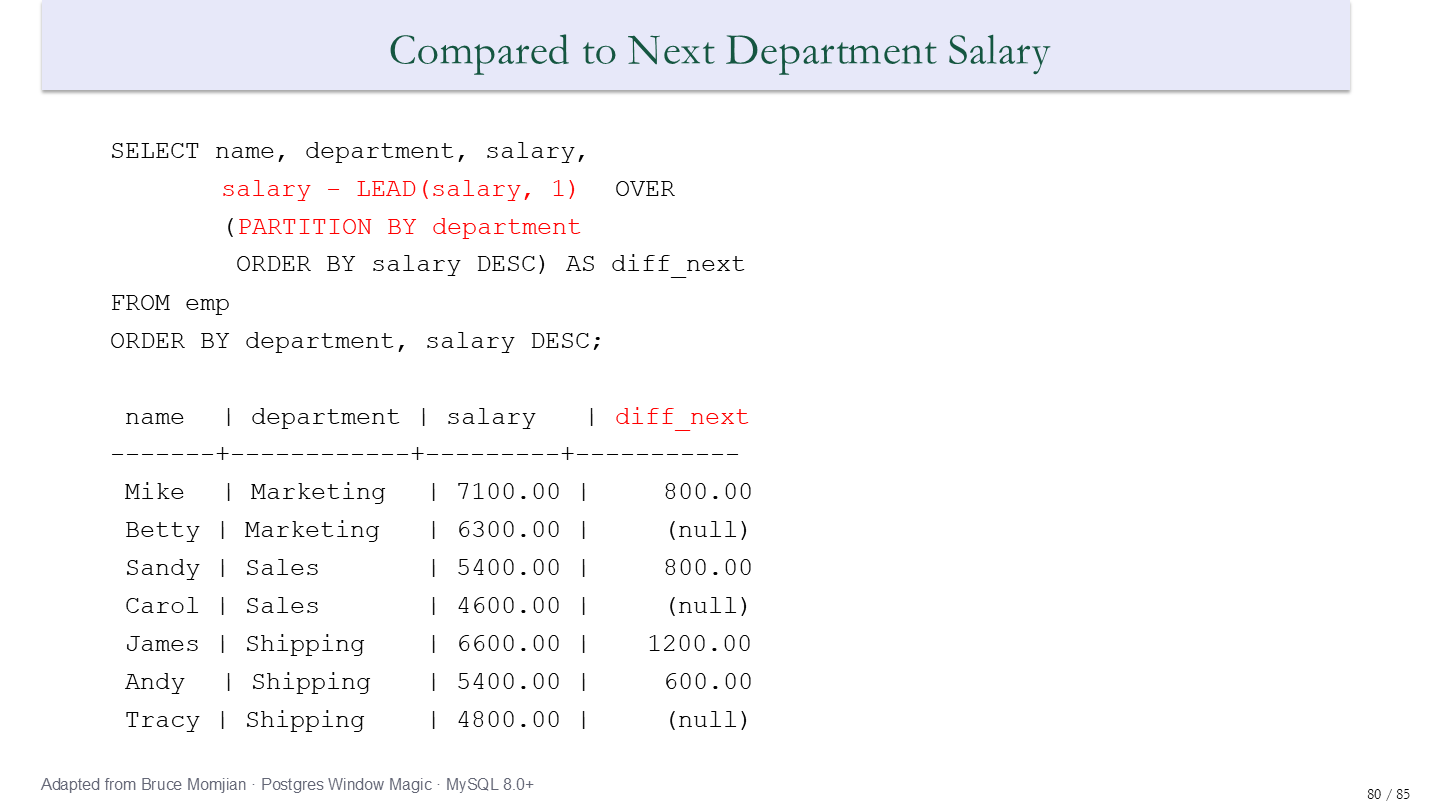 Compared to Next Department Salary
SELECT name, department, salary,
       salary - LEAD(salary, 1)  OVER
       (PARTITION BY department
        ORDER BY salary DESC) AS diff_next
FROM emp
ORDER BY department, salary DESC;
 name  | department | salary   | diff_next
-------+------------+---------+-----------
 Mike  | Marketing  | 7100.00 |    800.00
 Betty | Marketing  | 6300.00 |    (null)
 Sandy | Sales      | 5400.00 |    800.00
 Carol | Sales      | 4600.00 |    (null)
 James | Shipping   | 6600.00 |   1200.00
 Andy  | Shipping   | 5400.00 |    600.00
 Tracy | Shipping   | 4800.00 |    (null)
Adapted from Bruce Momjian · Postgres Window Magic · MySQL 8.0+
80 / 85